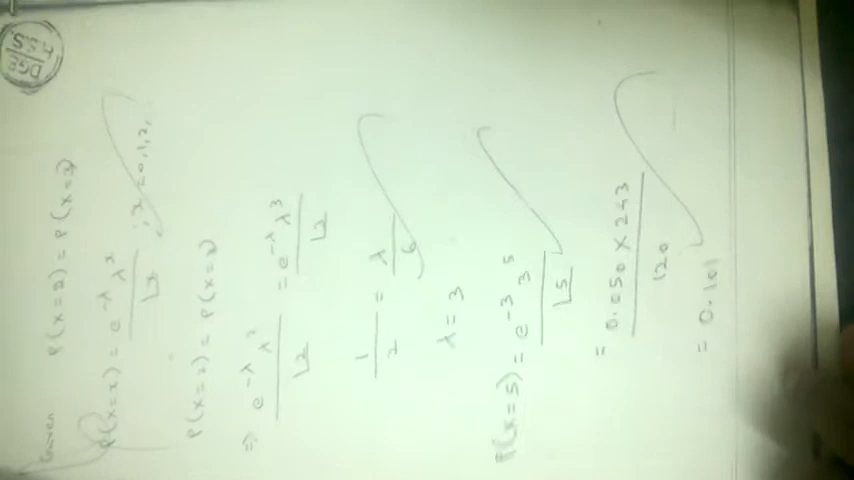 Given P(x=2) = P(x=3)
P(x=x) = e^-λ λ^x / ⌊x ; x = 0,1,2,
P(x=2) = P(x=3)
⇒ e^-λ λ^2 / ⌊2 = e^-λ λ^3 / ⌊3
1/2 = λ/6
λ = 3
P(x=5) = e^-3 3^5 / ⌊5
= 0.050 × 243 / 120
= 0.101
DGE